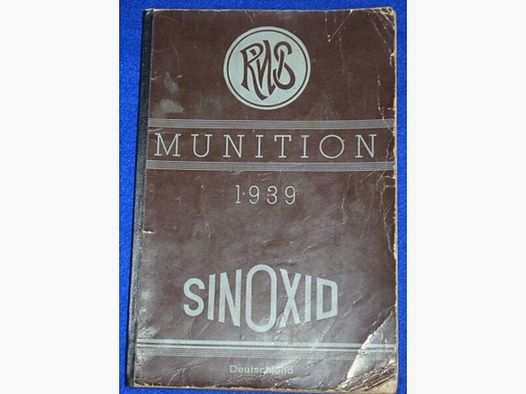 RWS
MUNITION
1939
SINOXID
Deutschland